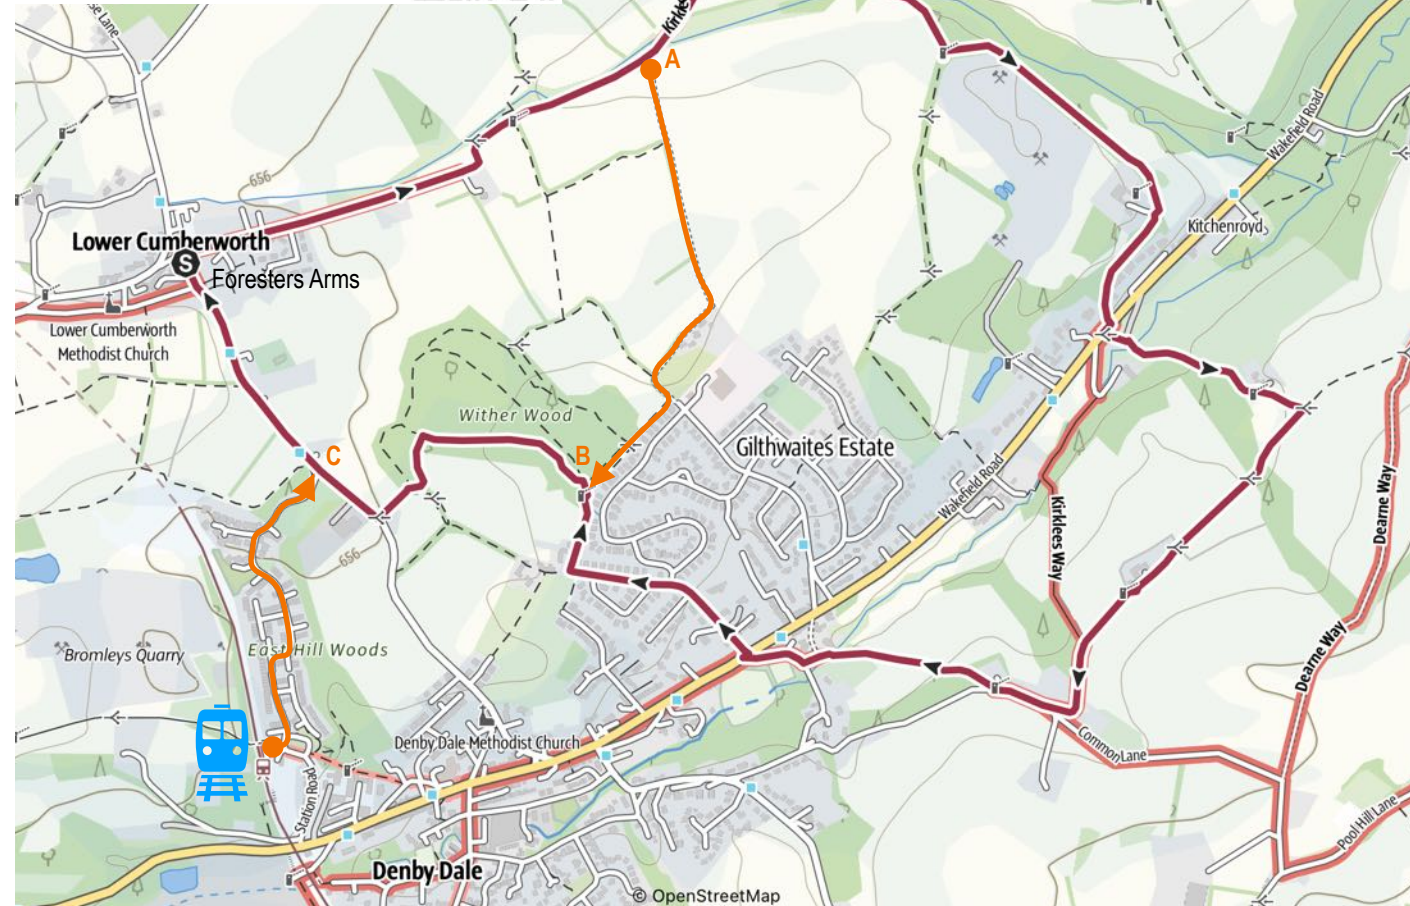 Kirkles
A
656
Wakefield Road
Kitchenroyd
Lower Cumberworth
S
Foresters Arms
Lower Cumberworth
Methodist Church
Wither Wood
B
C
Gilthwaites Estate
Wakefield Road
Kirklees Way
Dearne Way
656
East Hill Woods
Bromleys Quarry
Dearne Way
Denby Dale Methodist Church
Common Lane
Station Road
Pool Hill Lane
Denby Dale
© OpenStreetMap